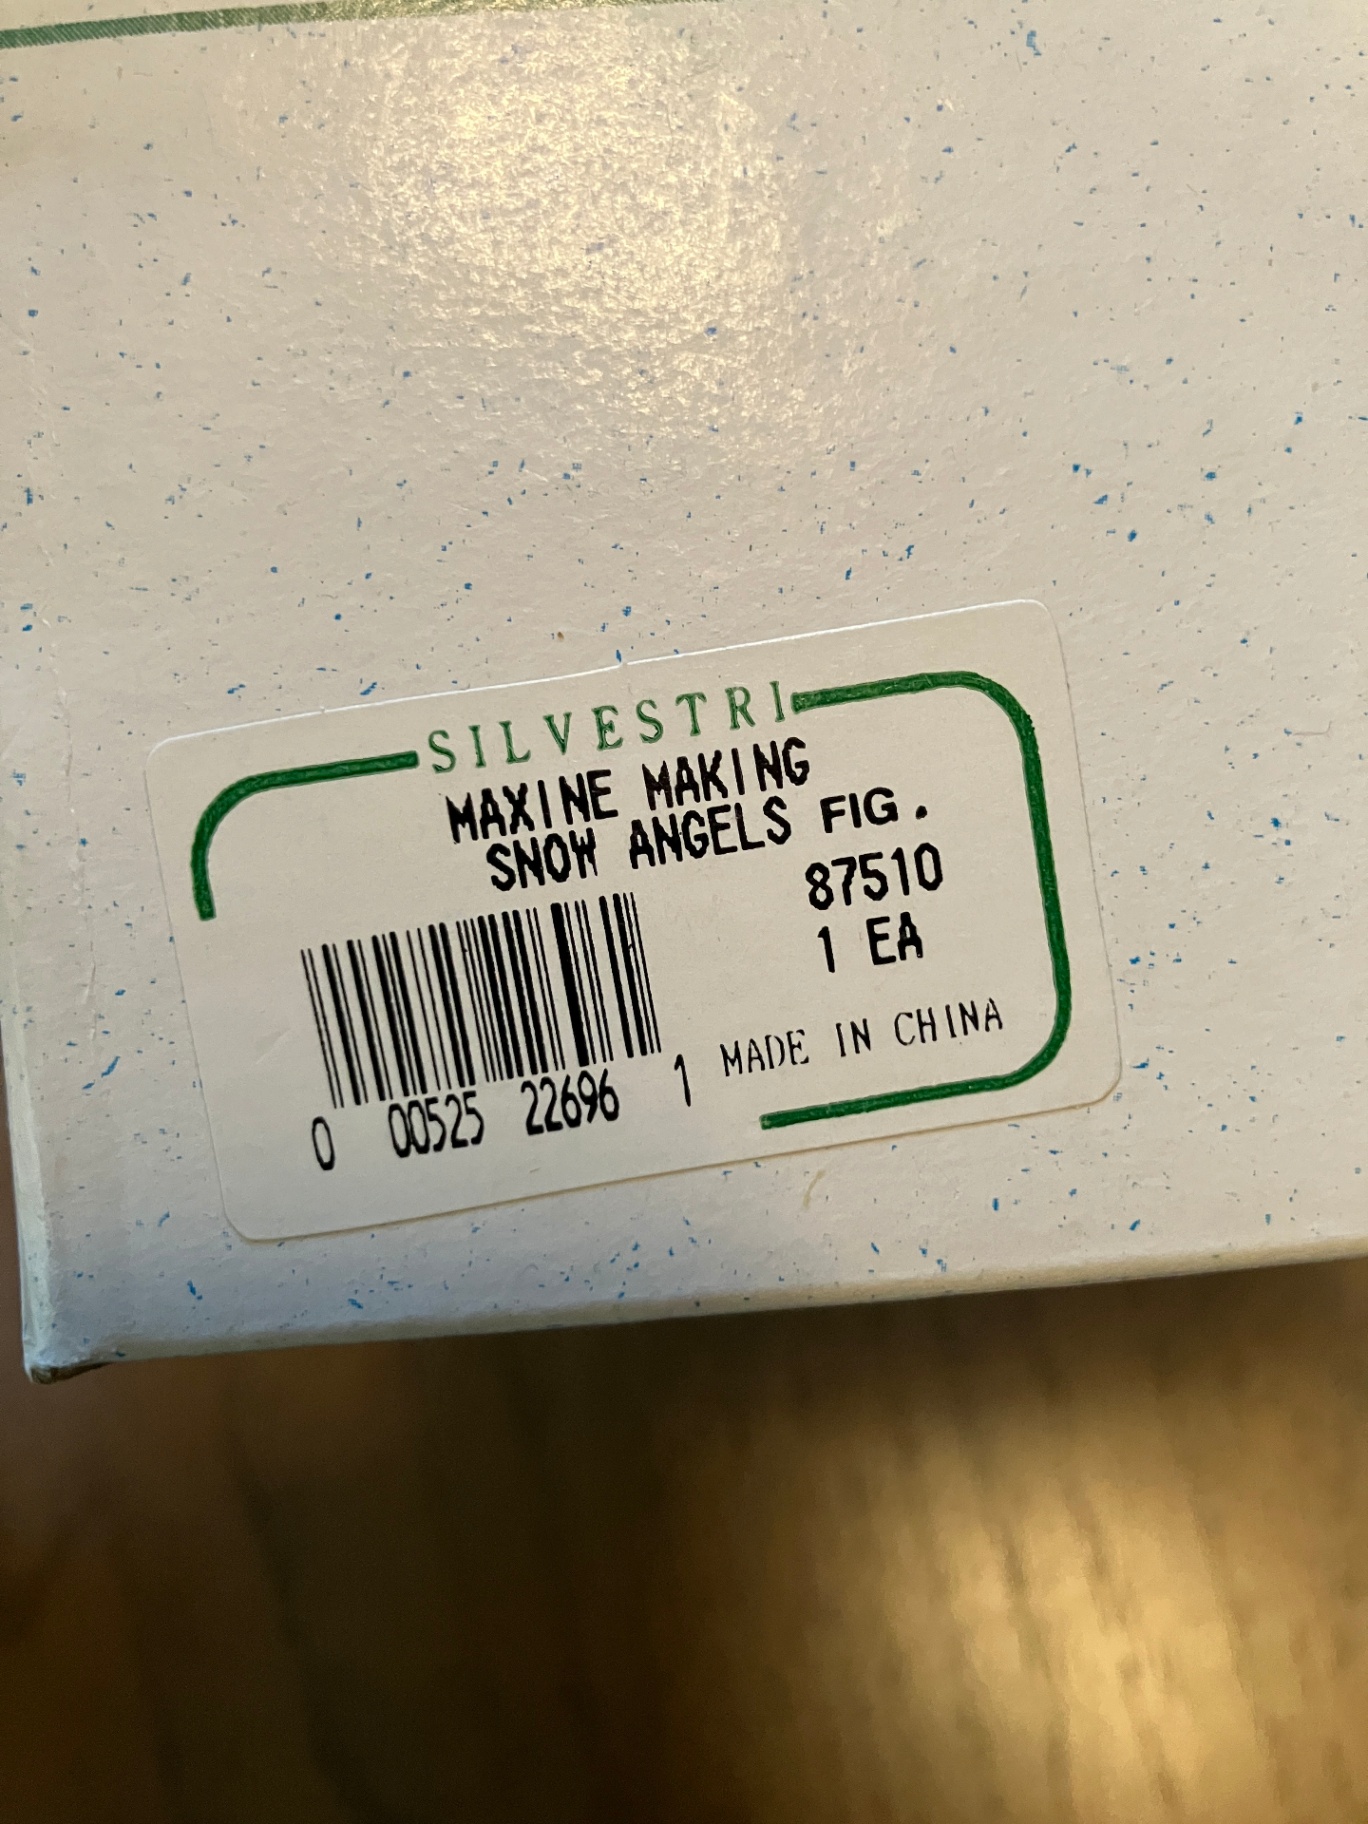 SILVESTRI
MAXINE MAKING
SNOW ANGELS FIG.
87510
1 EA
MADE IN CHINA
0 00525 22696 1